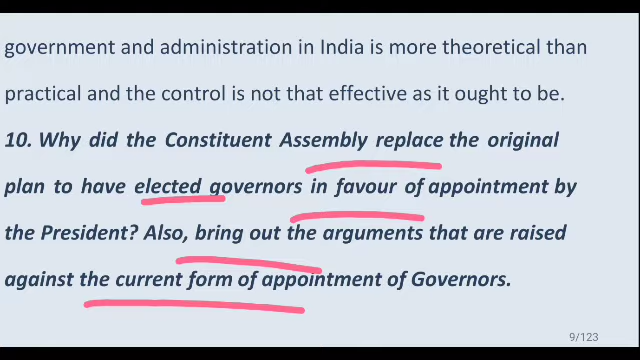 government and administration in India is more theoretical than
practical and the control is not that effective as it ought to be.
10. Why did the Constituent Assembly replace the original
plan to have elected governors in favour of appointment by
the President? Also, bring out the arguments that are raised
against the current form of appointment of Governors.
9/123